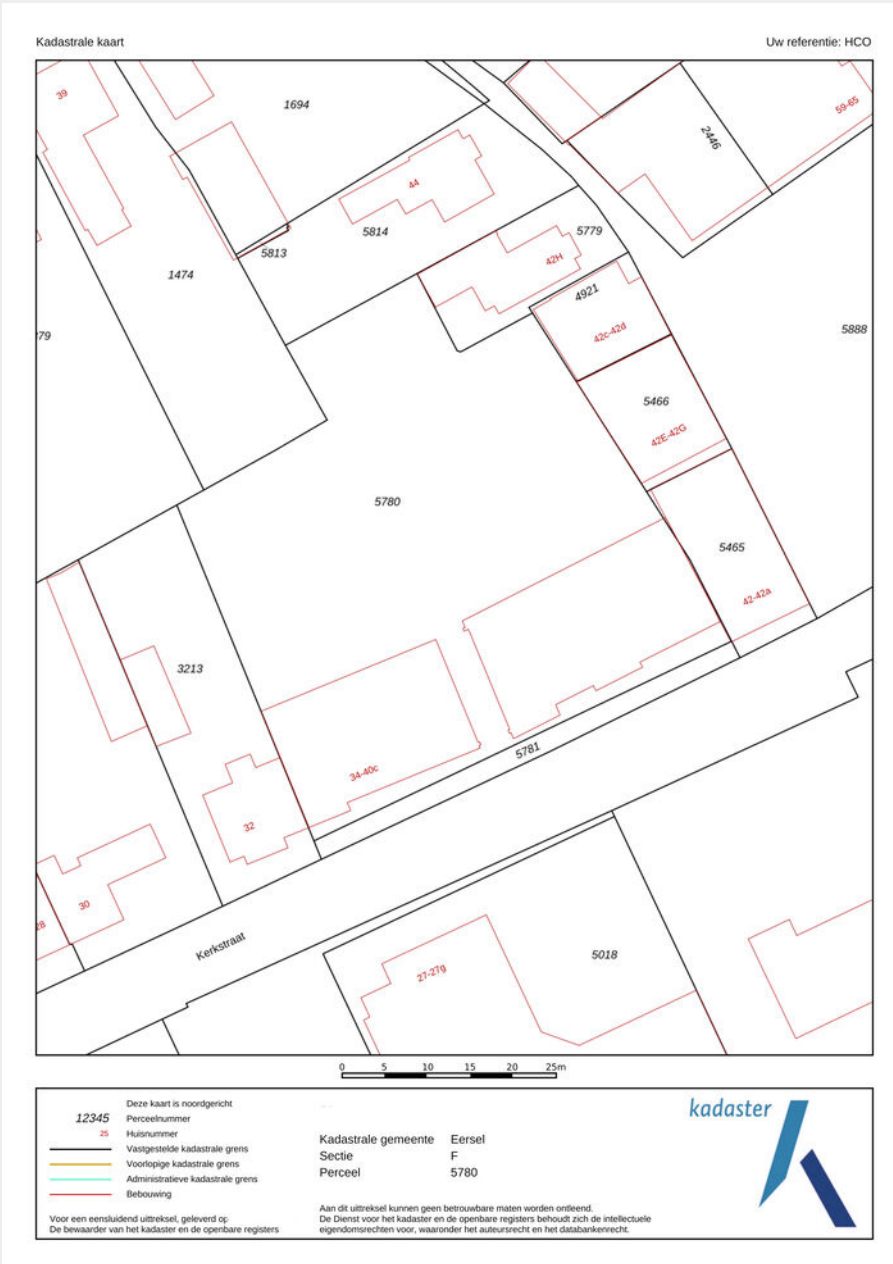 Kadastrale kaart
Uw referentie: HCO
39
1694
59-65
2446
44
5813
5814
5779
1474
42H
4921
42c-42d
5888
5466
42E-42G
5780
5465
42-42a
3213
5781
34-40c
32
30
28
Kerkstraat
27-27g
5018
0 5 10 15 20 25m
Deze kaart is noordgericht
12345 Perceelnummer
25 Huisnummer
Vastgestelde kadastrale grens
Voorlopige kadastrale grens
Administratieve kadastrale grens
Bebouwing
Voor een eensluidend uittreksel, geleverd op
De bewaarder van het kadaster en de openbare registers
Kadastrale gemeente Eersel
Sectie F
Perceel 5780
Aan dit uittreksel kunnen geen betrouwbare maten worden ontleend.
De Dienst voor het kadaster en de openbare registers behoudt zich de intellectuele
eigendomsrechten voor, waaronder het auteursrecht en het databankenrecht.
kadaster